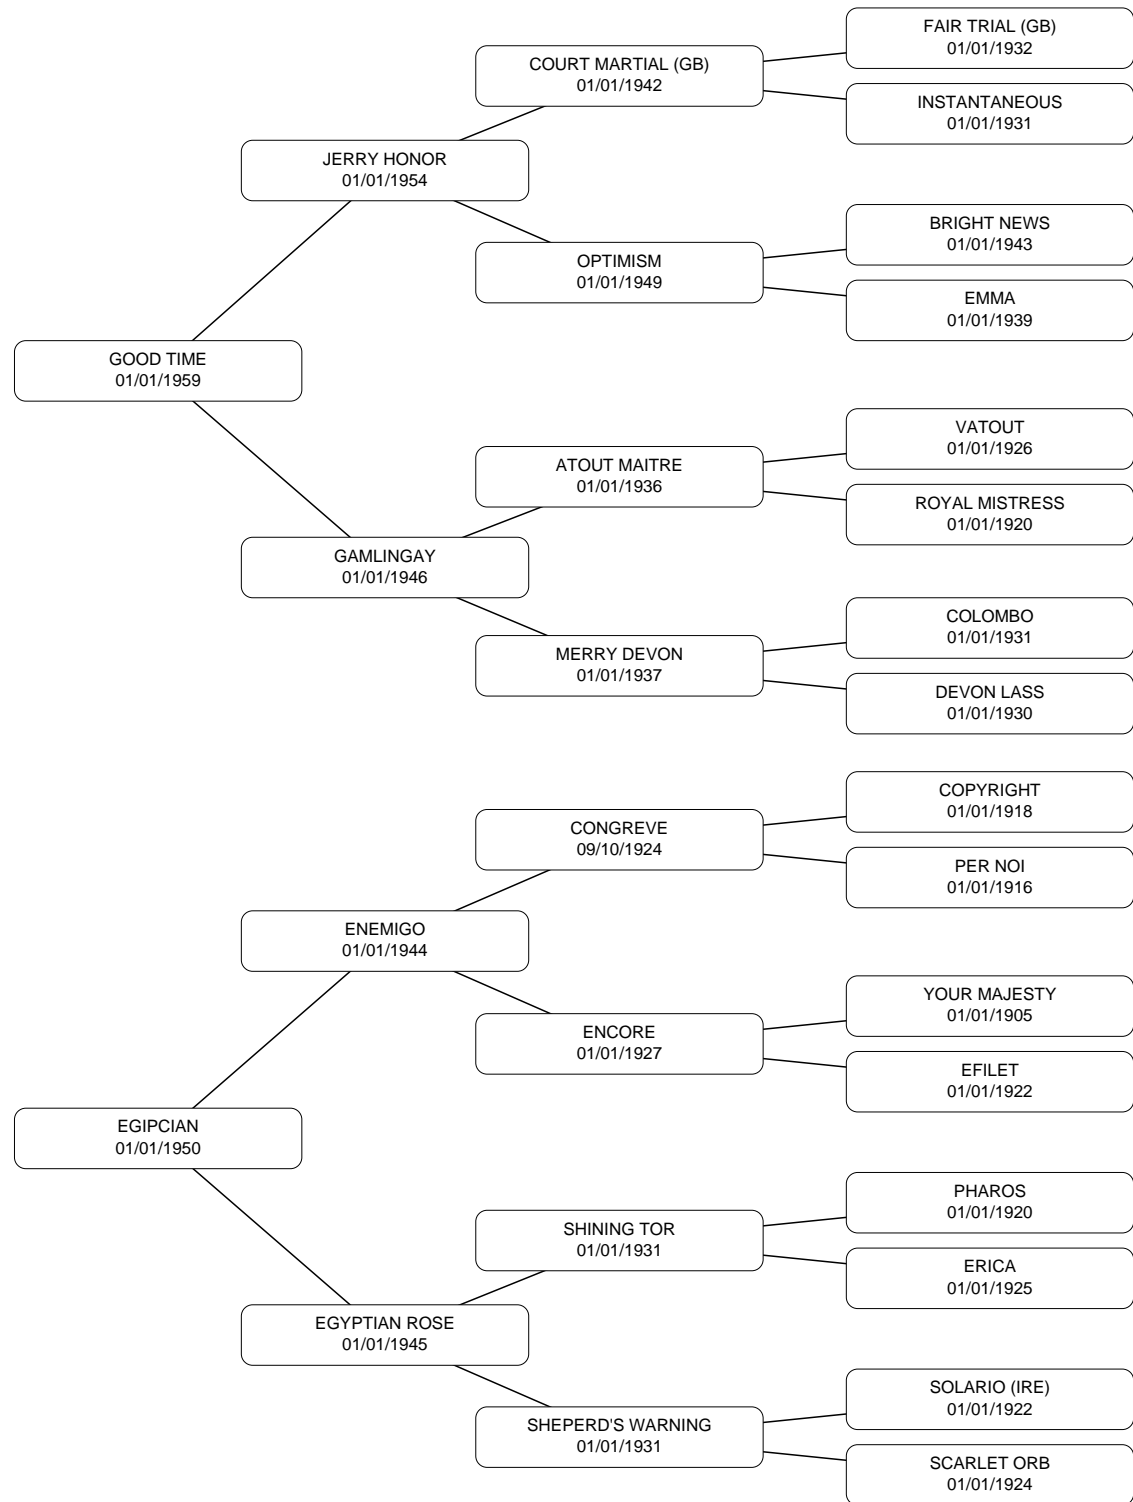 FAIR TRIAL (GB)
01/01/1932
COURT MARTIAL (GB)
01/01/1942
INSTANTANEOUS
01/01/1931
JERRY HONOR
01/01/1954
BRIGHT NEWS
01/01/1943
OPTIMISM
01/01/1949
EMMA
01/01/1939
GOOD TIME
01/01/1959
VATOUT
01/01/1926
ATOUT MAITRE
01/01/1936
ROYAL MISTRESS
01/01/1920
GAMLINGAY
01/01/1946
COLOMBO
01/01/1931
MERRY DEVON
01/01/1937
DEVON LASS
01/01/1930
COPYRIGHT
01/01/1918
CONGREVE
09/10/1924
PER NOI
01/01/1916
ENEMIGO
01/01/1944
YOUR MAJESTY
01/01/1905
ENCORE
01/01/1927
EFILET
01/01/1922
EGIPCIAN
01/01/1950
PHAROS
01/01/1920
SHINING TOR
01/01/1931
ERICA
01/01/1925
EGYPTIAN ROSE
01/01/1945
SOLARIO (IRE)
01/01/1922
SHEPERD'S WARNING
01/01/1931
SCARLET ORB
01/01/1924